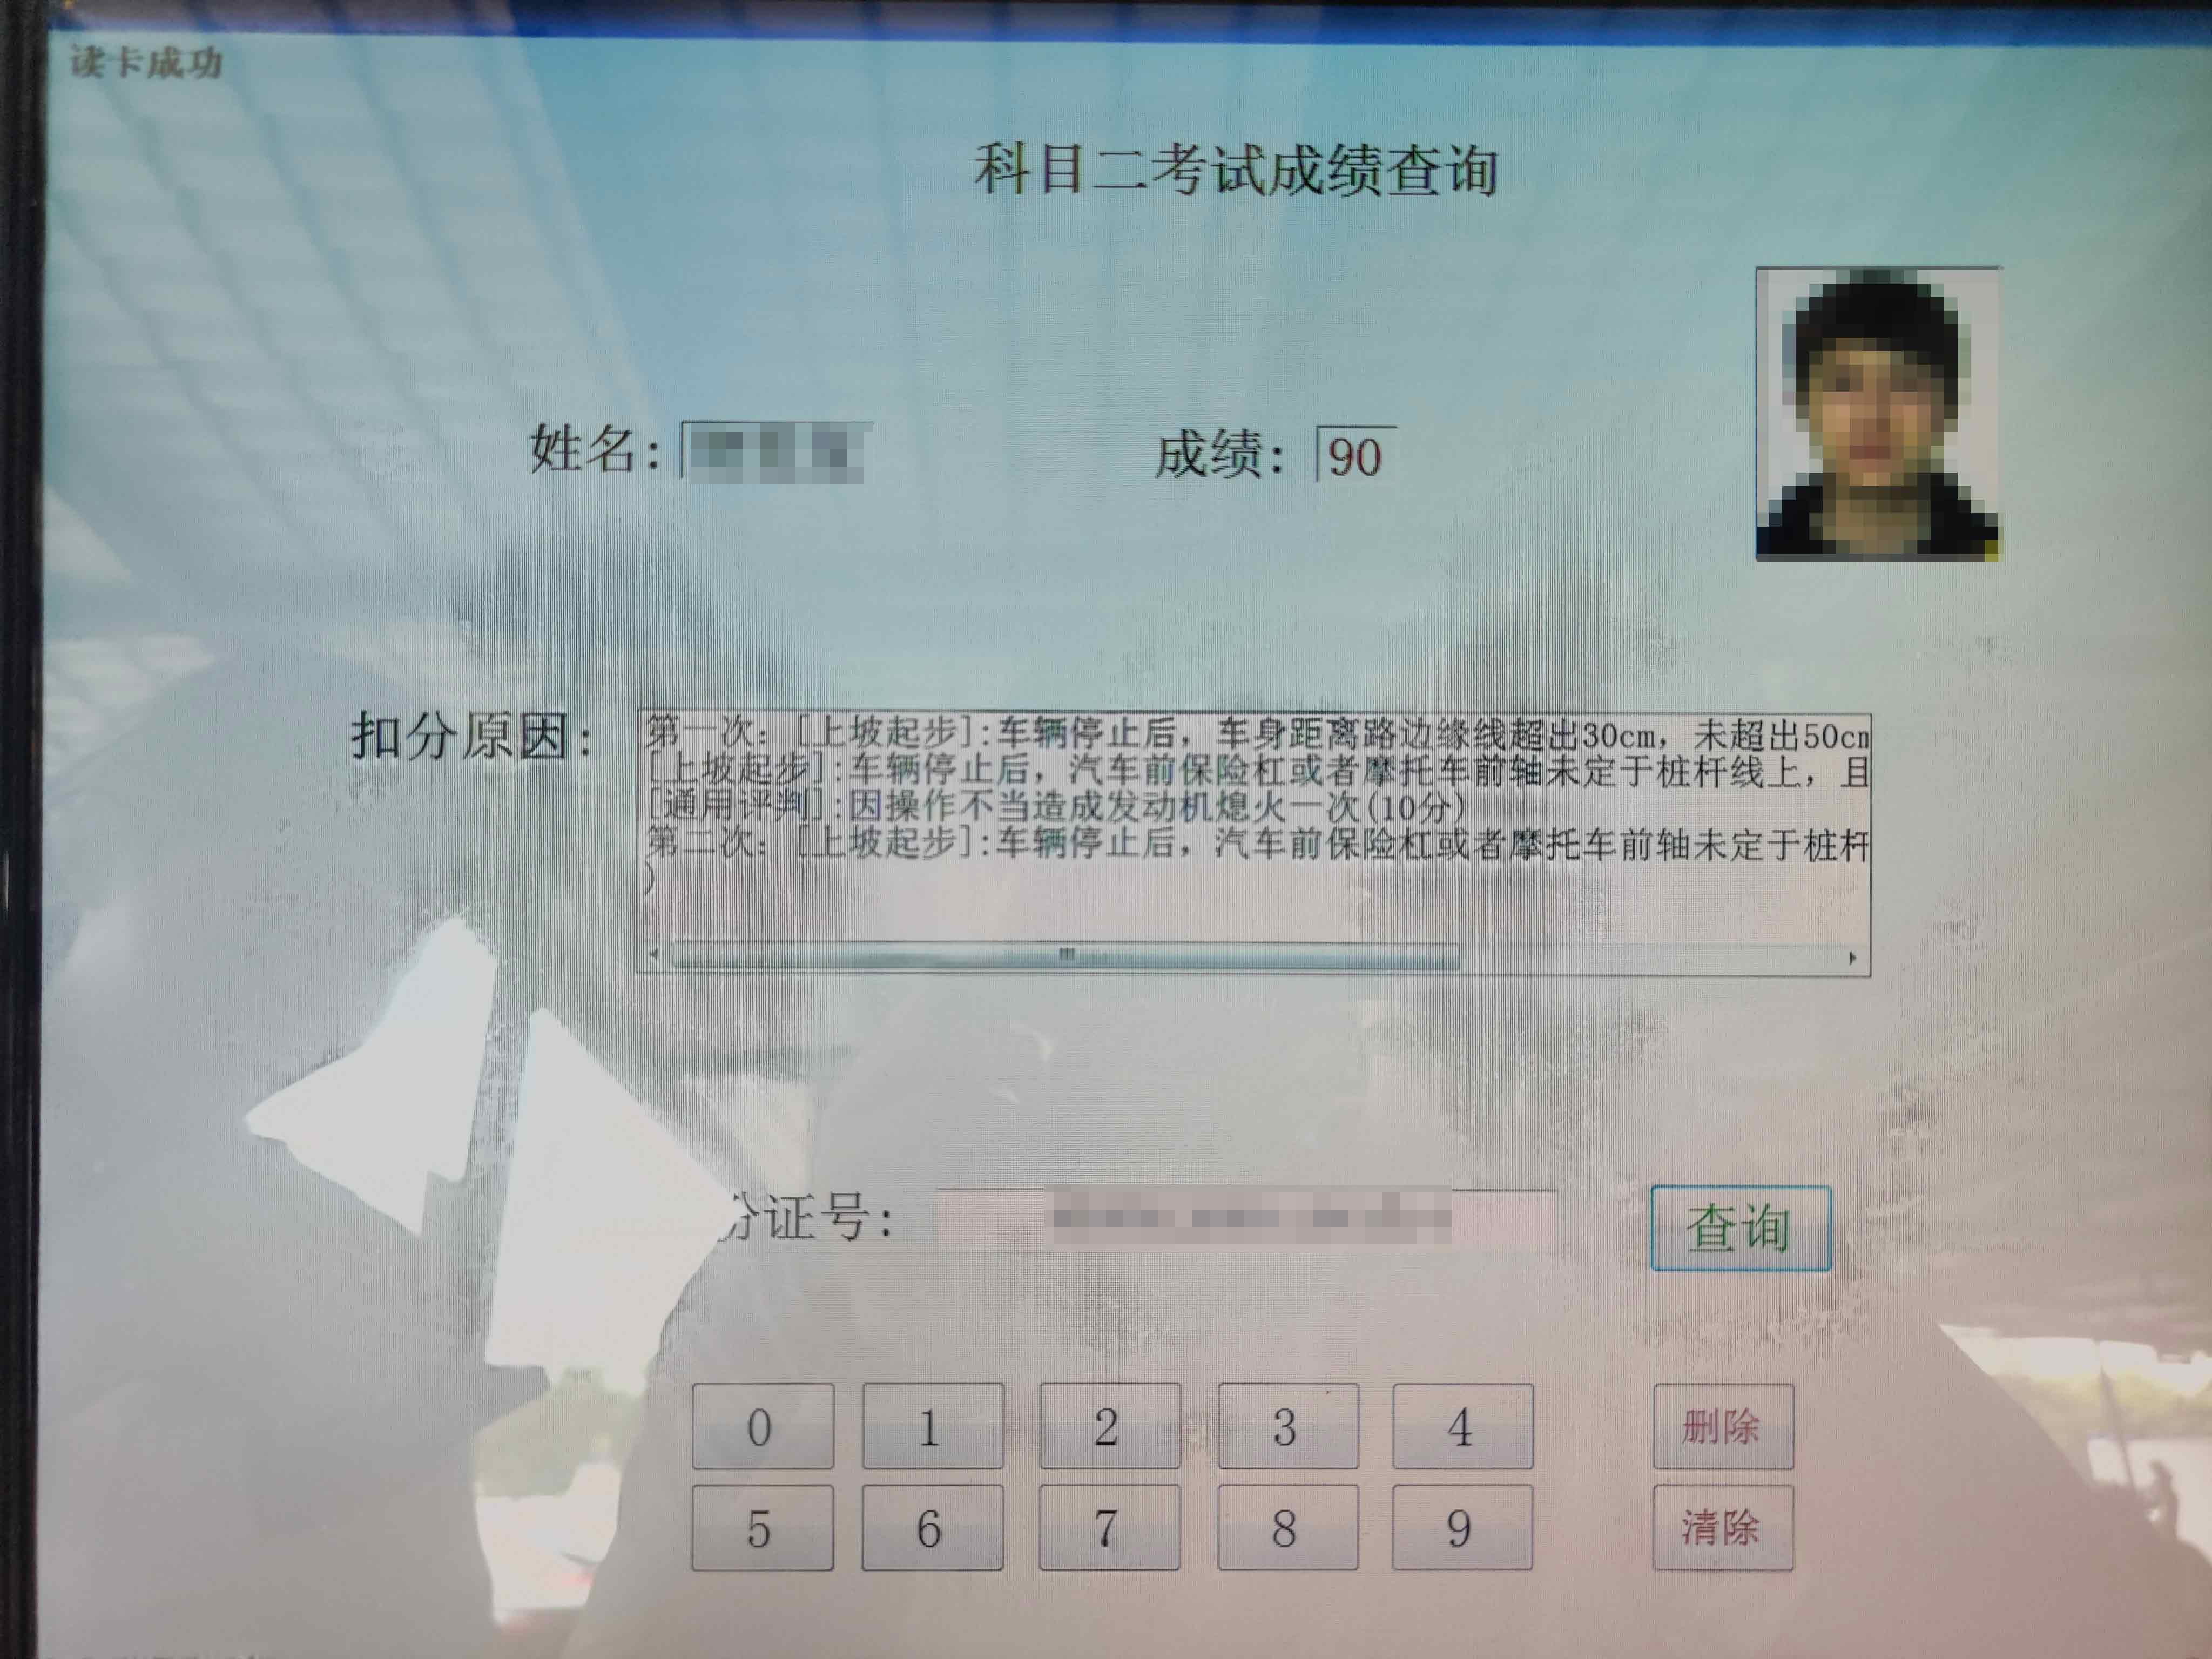 读卡成功
科目二考试成绩查询
姓名:
成绩: 90
扣分原因:
第一次: [上坡起步]:车辆停止后, 车身距离路边缘线超出30cm, 未超出50cm
[上坡起步]:车辆停止后, 汽车前保险杠或者摩托车前轴未定于桩杆线上, 且
[通用评判]:因操作不当造成发动机熄火一次(10分)
第二次: [上坡起步]:车辆停止后, 汽车前保险杠或者摩托车前轴未定于桩杆
)
份证号:
查询
0 1 2 3 4 删除
5 6 7 8 9 清除